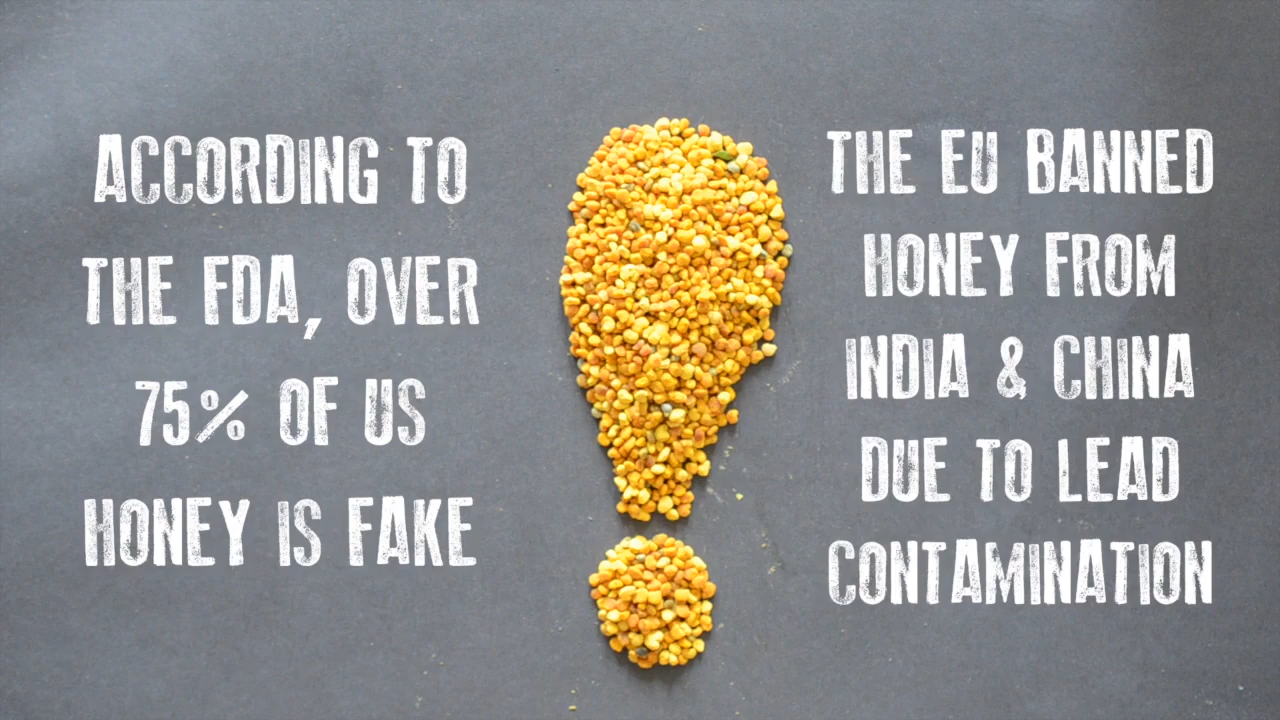 ACCORDING TO
THE FDA, OVER
75% OF US
HONEY IS FAKE
THE EU BANNED
HONEY FROM
INDIA & CHINA
DUE TO LEAD
CONTAMINATION